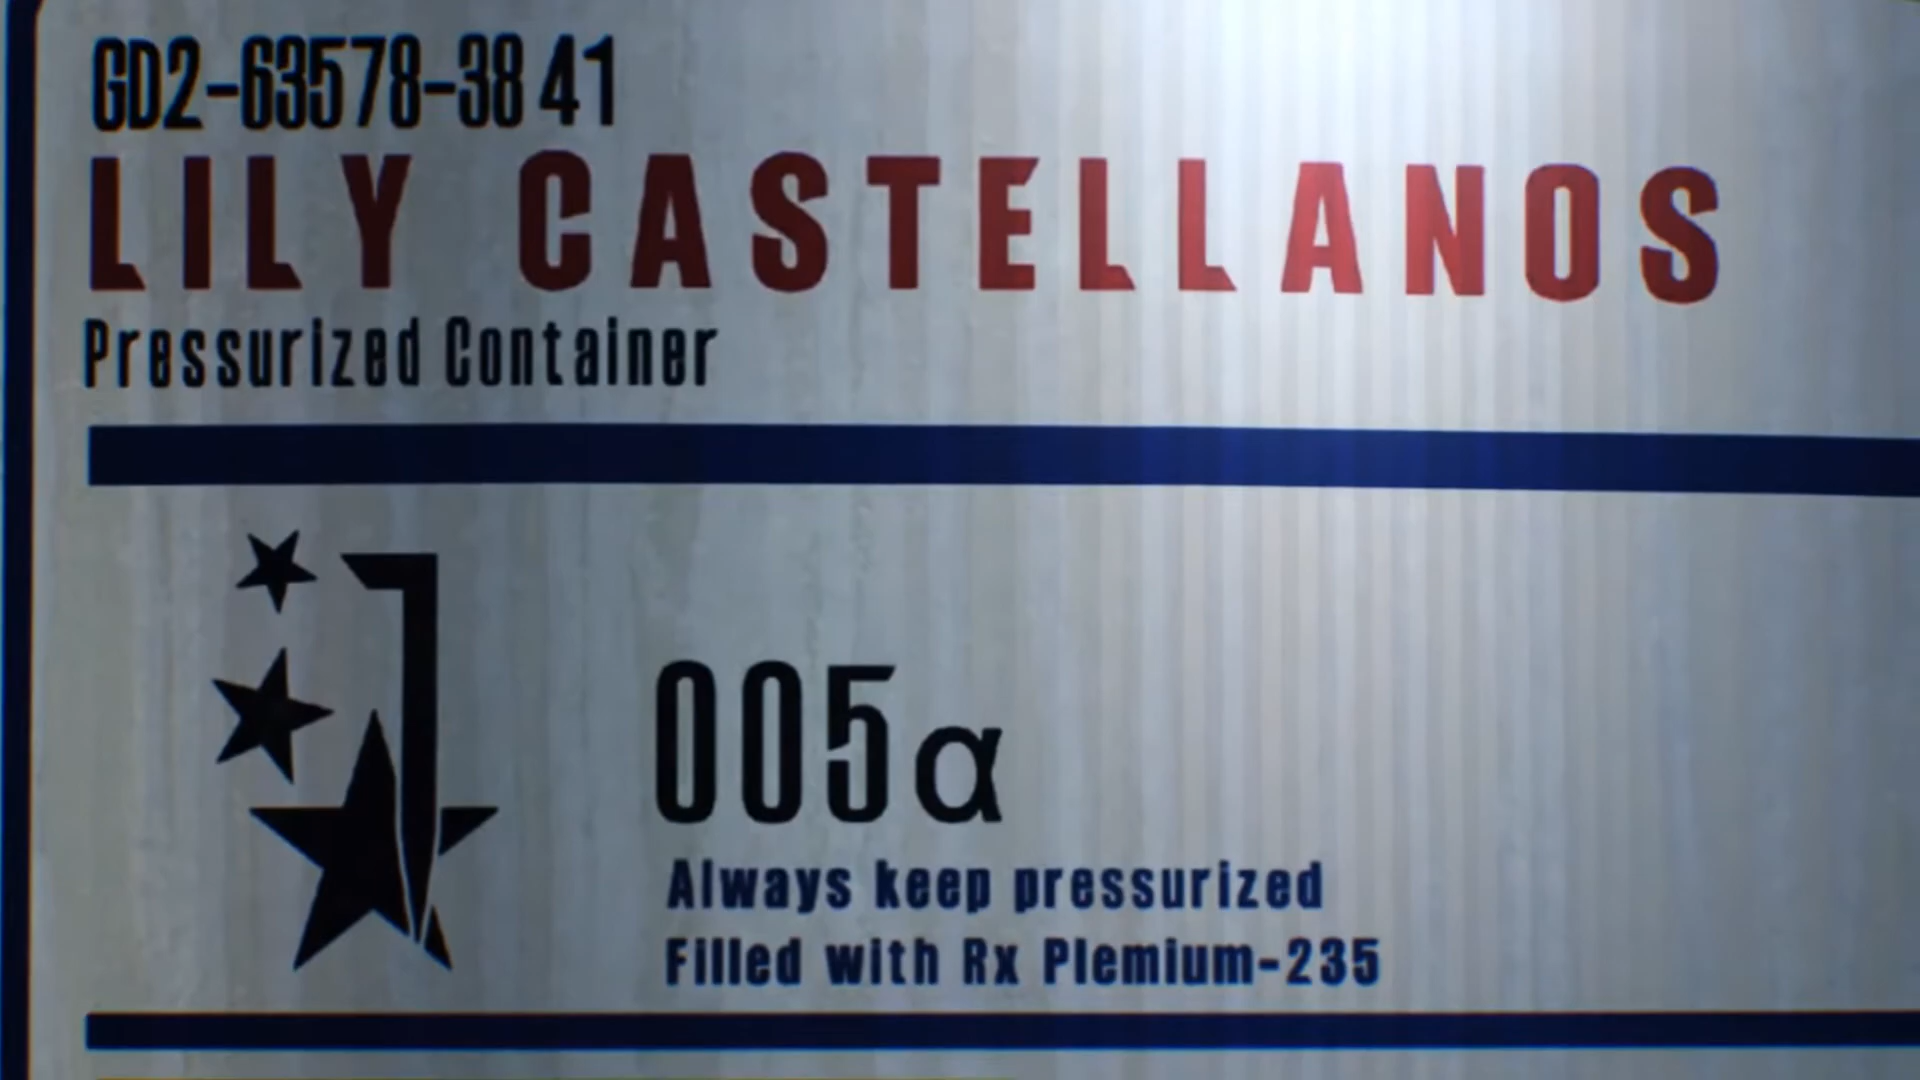 GD2-63578-38 41
LILY CASTELLANOS
Pressurized Container
005α
Always keep pressurized
Filled with Rx Plemium-235